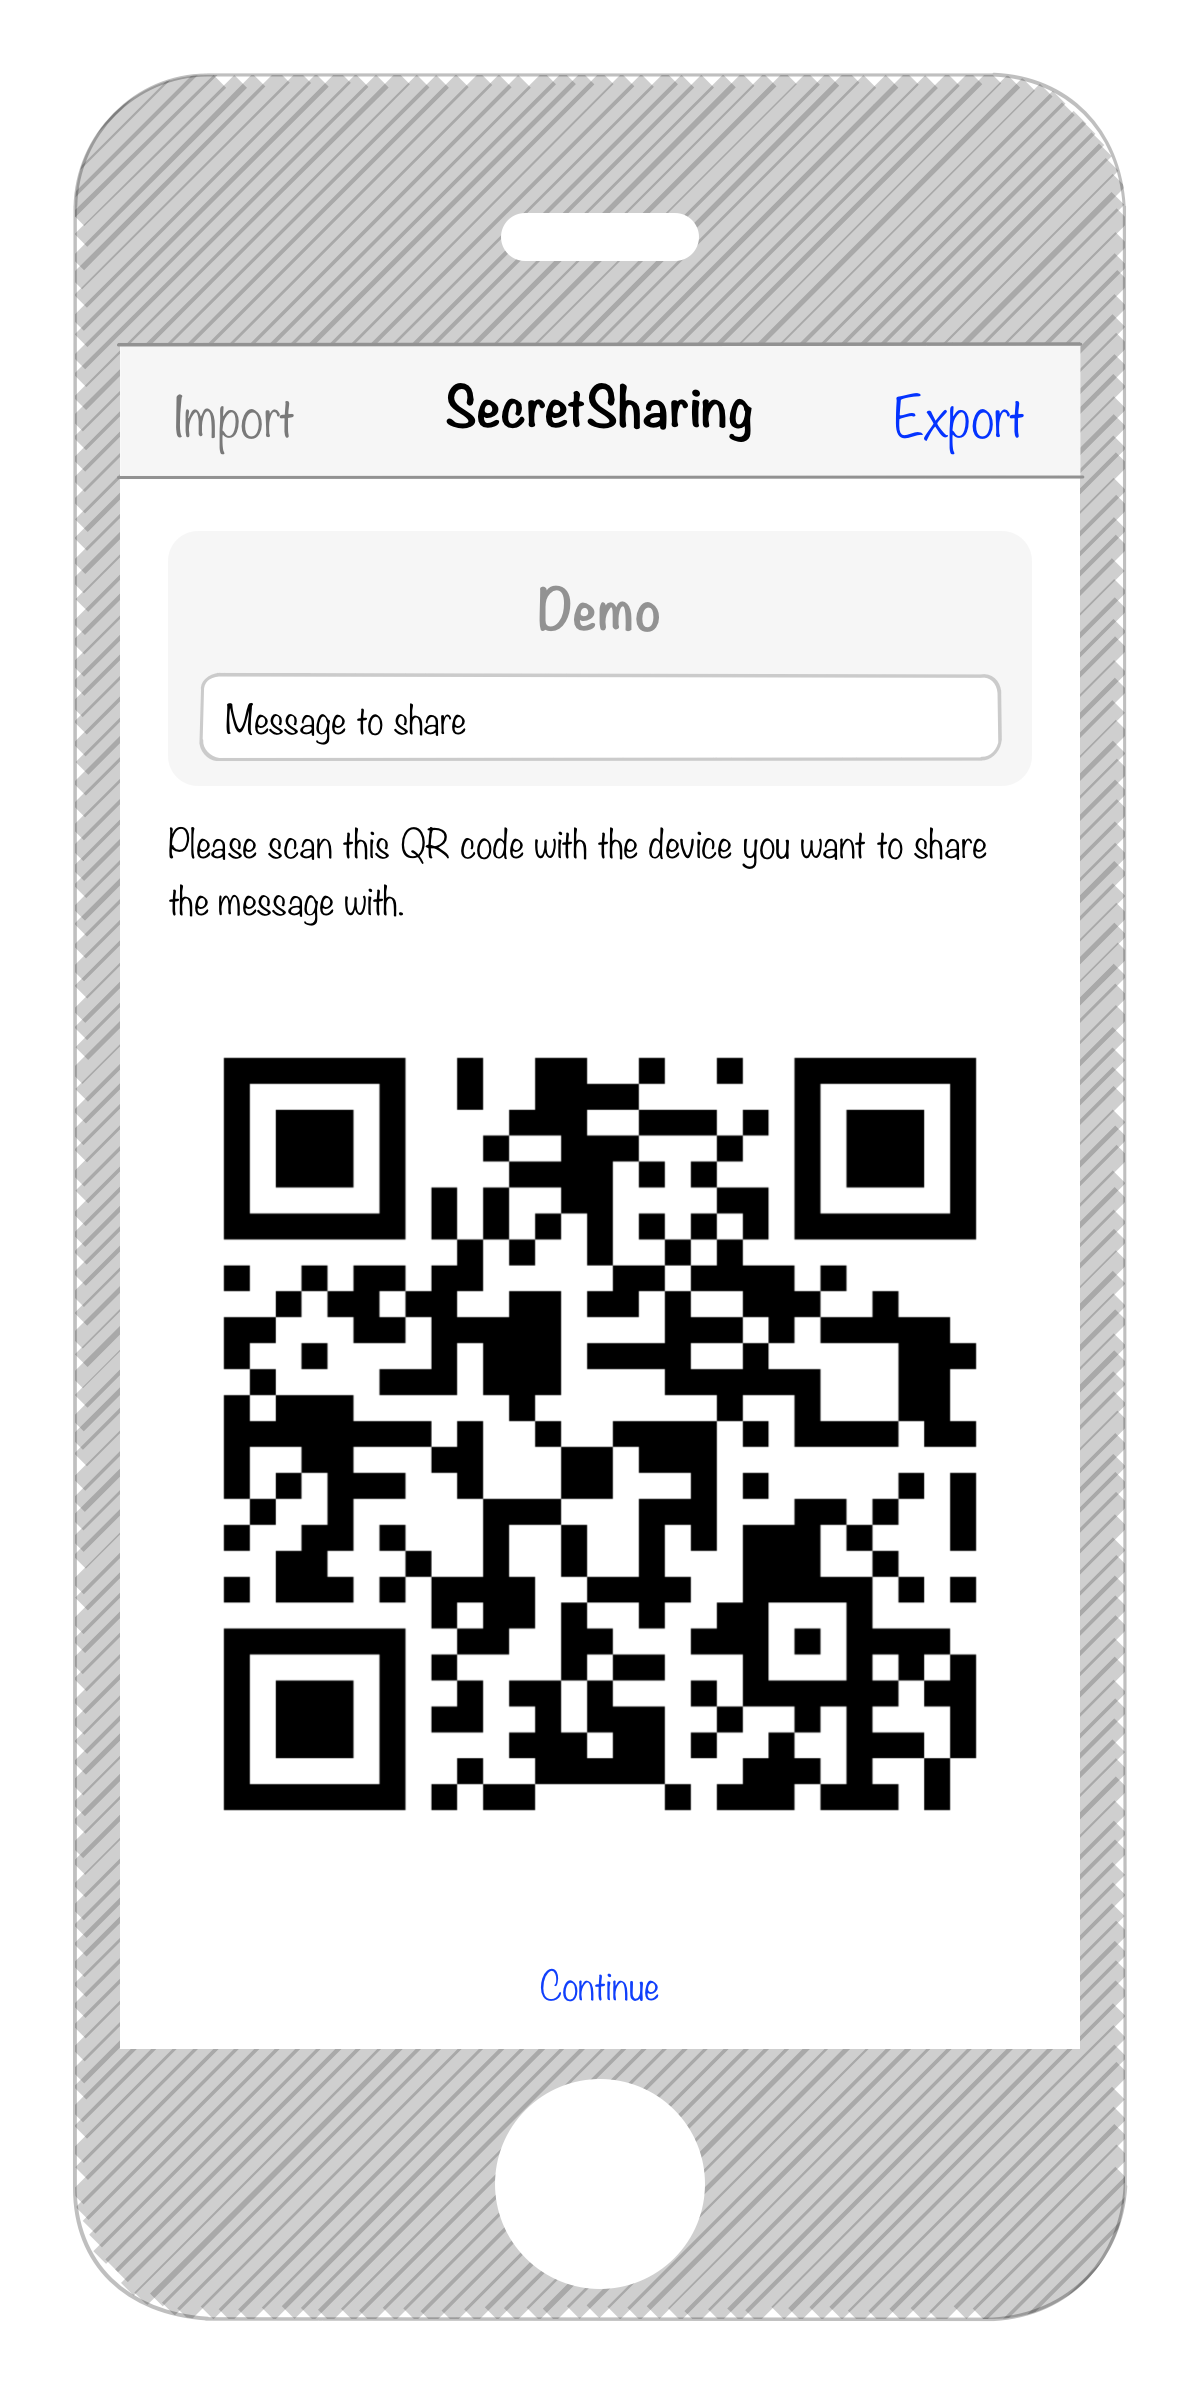 Import SecretSharing Export
Demo
Message to share
Please scan this QR code with the device you want to share
the message with.
Continue